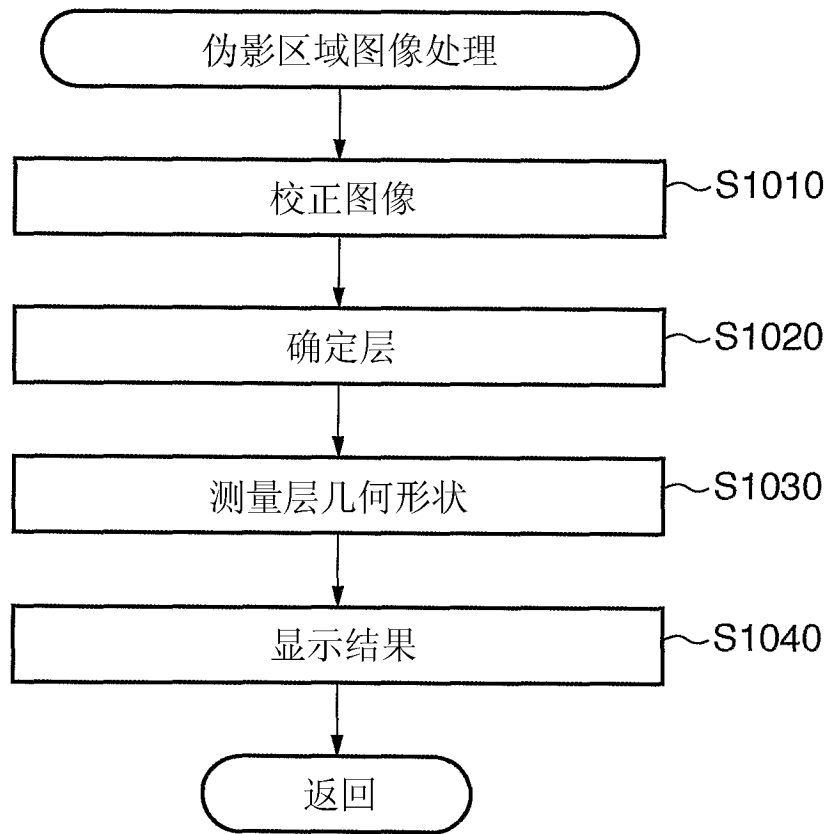 伪影区域图像处理
校正图像
S1010
确定层
S1020
测量层几何形状
S1030
显示结果
S1040
返回